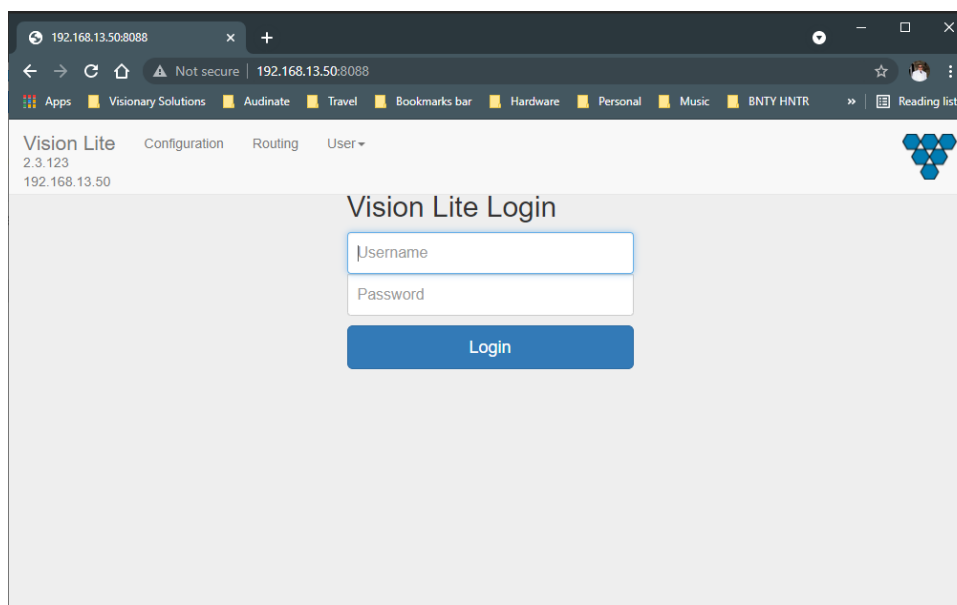 192.168.13.50:8088
Not secure | 192.168.13.50:8088
Apps Visionary Solutions Audinate Travel Bookmarks bar Hardware Personal Music BNTY HNTR » Reading list
Vision Lite Configuration Routing User
2.3.123
192.168.13.50
Vision Lite Login
Username
Password
Login